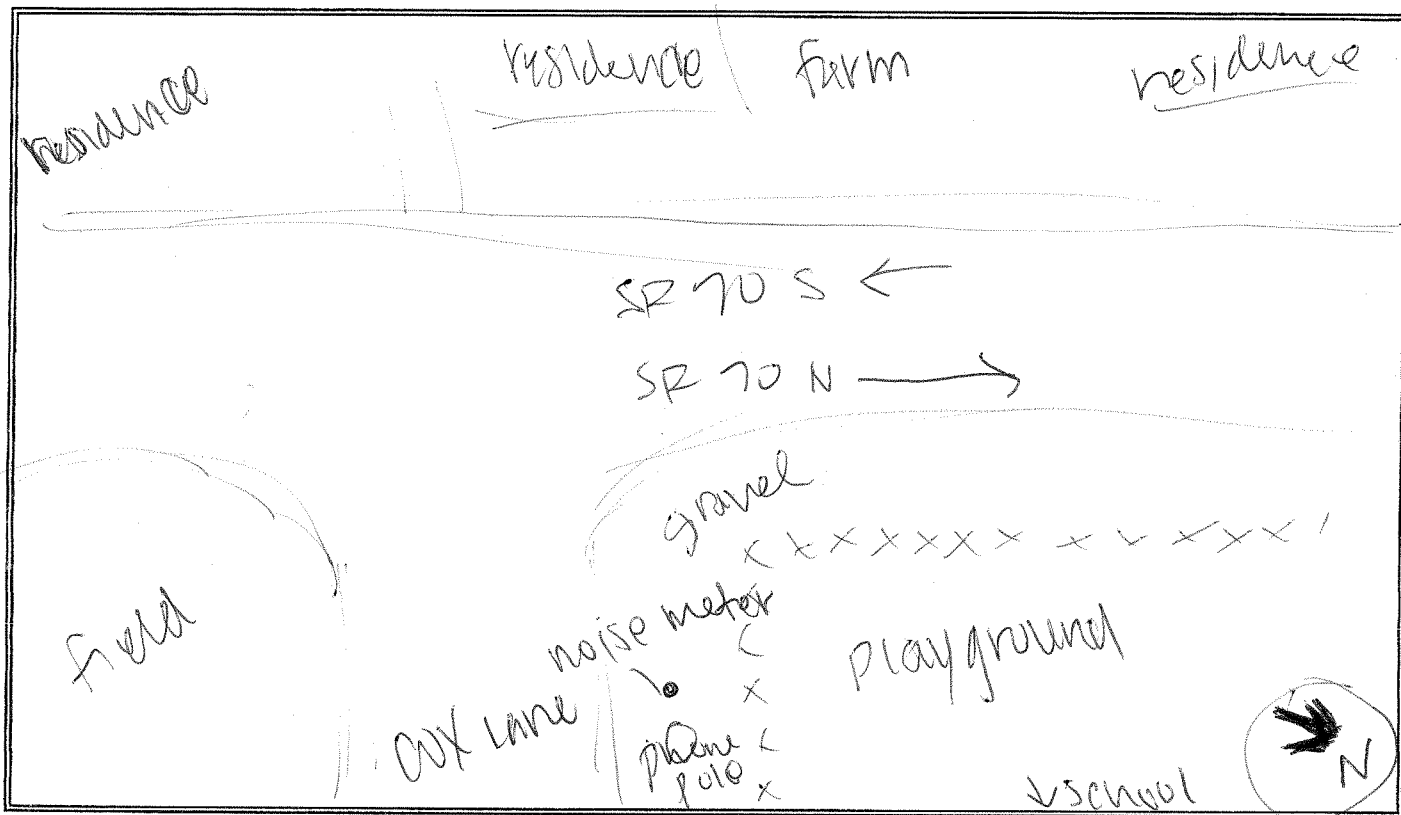 residence
residence
farm
residence
SR 70 S
SR 70 N
gravel
noise meter
field
playground
Cox Lane
phone
pole
school
N